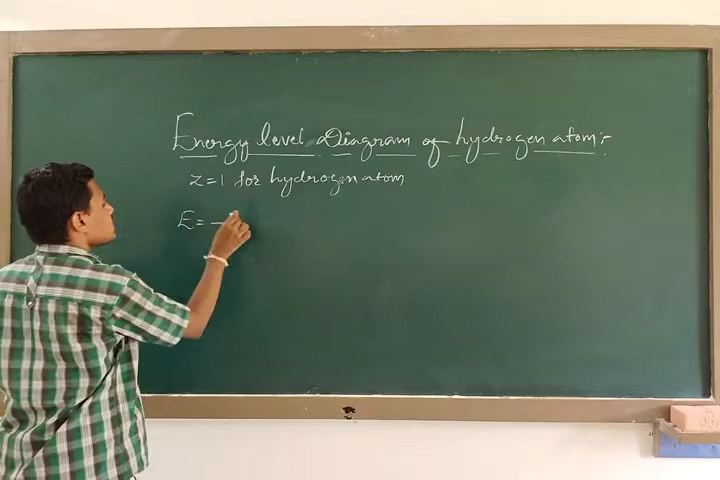 Energy level Diagram of hydrogen atom:-
Z=1 for hydrogen atom
E= -